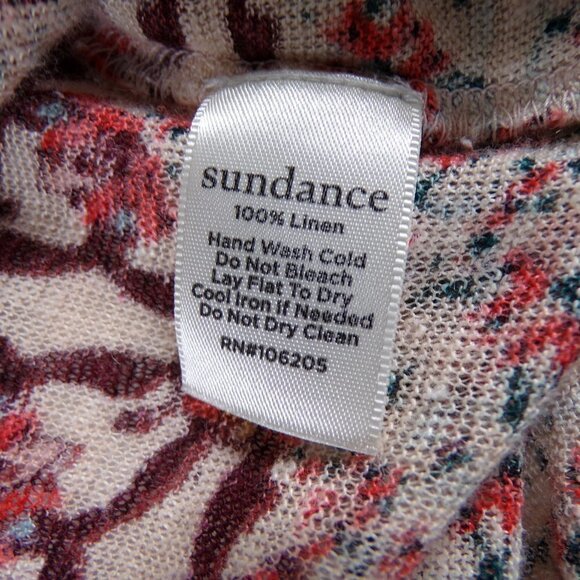 sundance
100% Linen
Hand Wash Cold
Do Not Bleach
Lay Flat To Dry
Cool Iron if Needed
Do Not Dry Clean
RN#106205